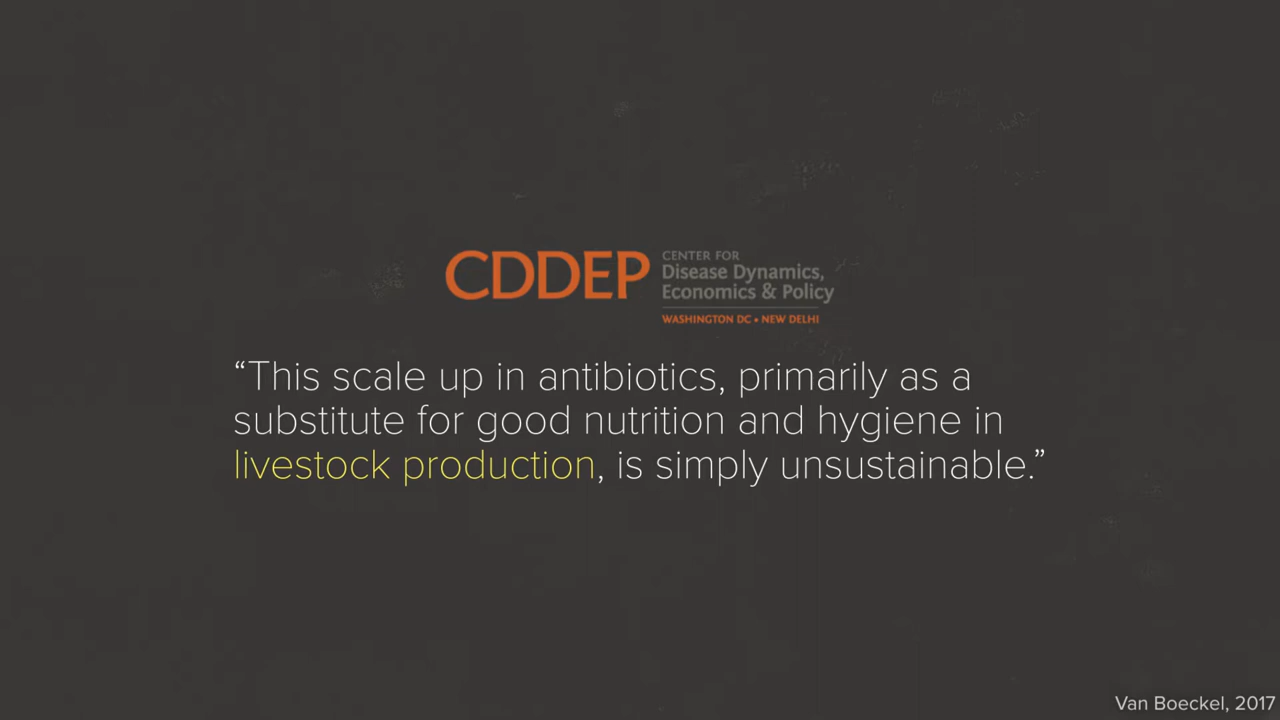 CDDEP
CENTER FOR
Disease Dynamics,
Economics & Policy
WASHINGTON DC • NEW DELHI
“This scale up in antibiotics, primarily as a
substitute for good nutrition and hygiene in
livestock production, is simply unsustainable.”
Van Boeckel, 2017